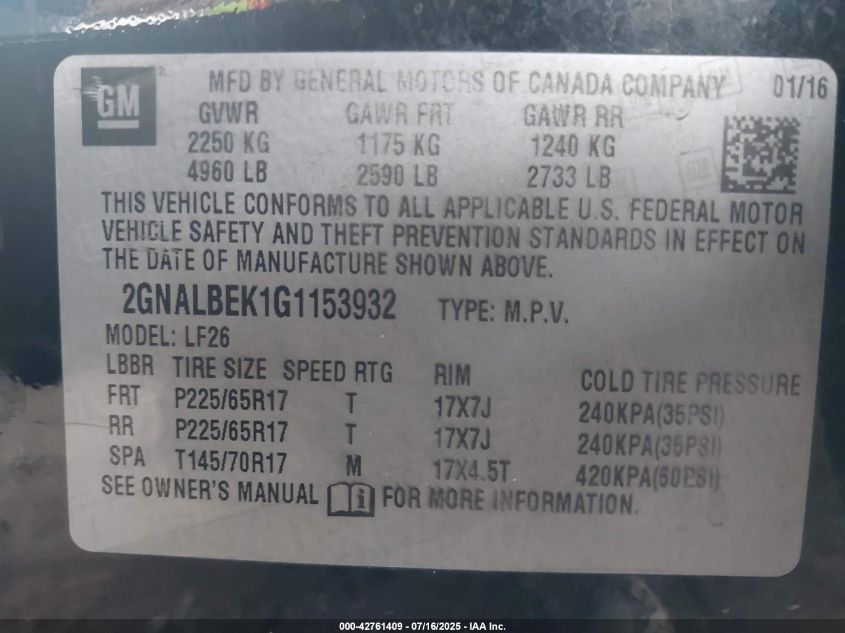 GM
MFD BY GENERAL MOTORS OF CANADA COMPANY 01/16
GVWR GAWR FRT GAWR RR
2250 KG 1175 KG 1240 KG
4960 LB 2590 LB 2733 LB
THIS VEHICLE CONFORMS TO ALL APPLICABLE U.S. FEDERAL MOTOR
VEHICLE SAFETY AND THEFT PREVENTION STANDARDS IN EFFECT ON
THE DATE OF MANUFACTURE SHOWN ABOVE.
2GNALBEK1G1153932 TYPE: M.P.V.
MODEL: LF26
LBBR TIRE SIZE SPEED RTG RIM COLD TIRE PRESSURE
FRT P225/65R17 T 17X7J 240KPA(35PSI)
RR P225/65R17 T 17X7J 240KPA(35PSI)
SPA T145/70R17 M 17X4.5T 420KPA(60PSI)
SEE OWNER'S MANUAL i FOR MORE INFORMATION.
000-42761409 - 07/16/2025 - IAA Inc.